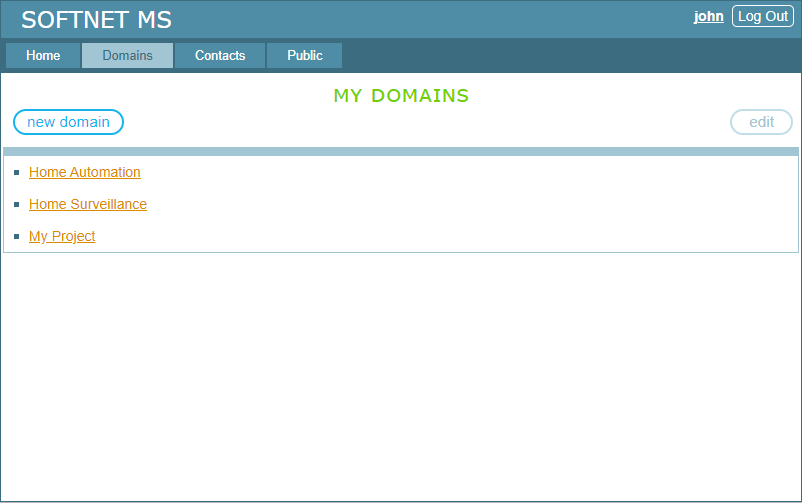 SOFTNET MS
john Log Out
Home Domains Contacts Public
MY DOMAINS
new domain edit
Home Automation
Home Surveillance
My Project